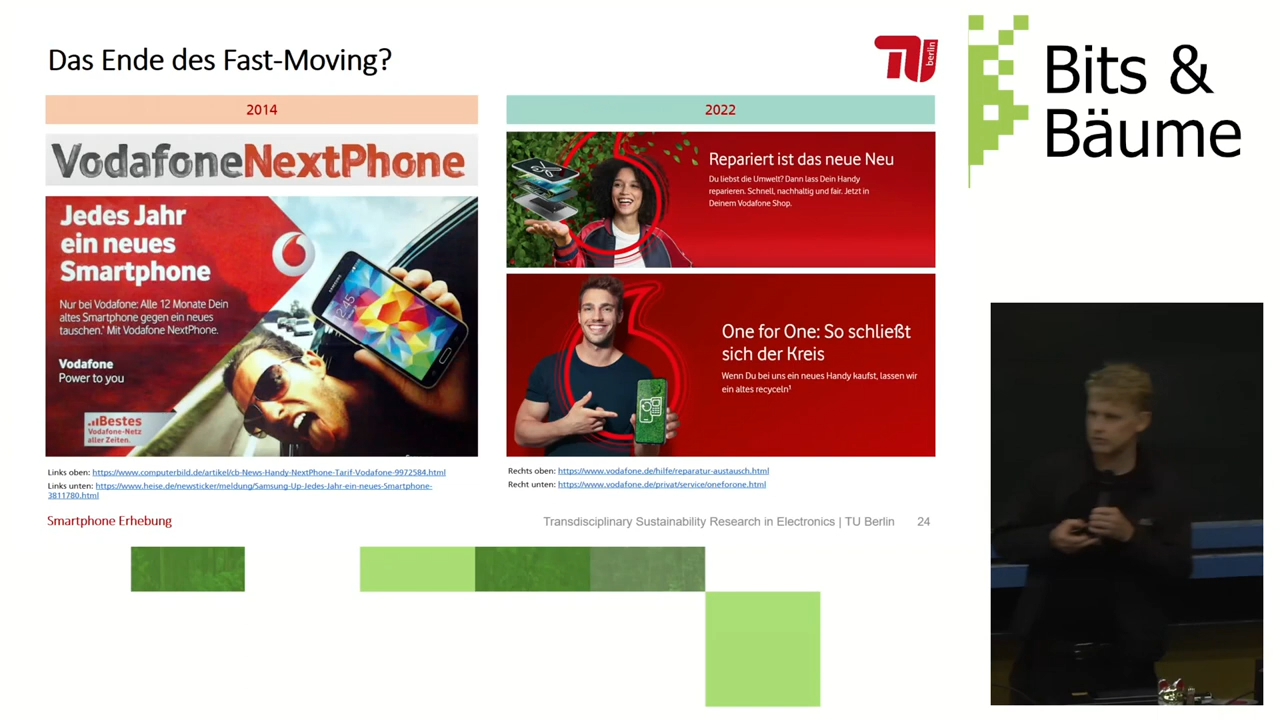 Das Ende des Fast-Moving?
TU berlin
Bits &
Bäume
2014
VodafoneNextPhone
Jedes Jahr
ein neues
Smartphone
Nur bei Vodafone: Alle 12 Monate Dein
altes Smartphone gegen ein neues
tauschen.* Mit Vodafone NextPhone.
Vodafone
Power to you
Bestes
Vodafone-Netz
aller Zeiten.
SAMSUNG
12:45
Links oben: https://www.computerbild.de/artikel/cb-News-Handy-NextPhone-Tarif-Vodafone-9972584.html
Links unten: https://www.heise.de/newsticker/meldung/Samsung-Up-Jedes-Jahr-ein-neues-Smartphone-
3811780.html
2022
Repariert ist das neue Neu
Du liebst die Umwelt? Dann lass Dein Handy
reparieren. Schnell, nachhaltig und fair. Jetzt in
Deinem Vodafone Shop.
One for One: So schließt
sich der Kreis
Wenn Du bei uns ein neues Handy kaufst, lassen wir
ein altes recyceln¹
Rechts oben: https://www.vodafone.de/hilfe/reparatur-austausch.html
Recht unten: https://www.vodafone.de/privat/service/oneforone.html
Smartphone Erhebung
Transdisciplinary Sustainability Research in Electronics | TU Berlin
24